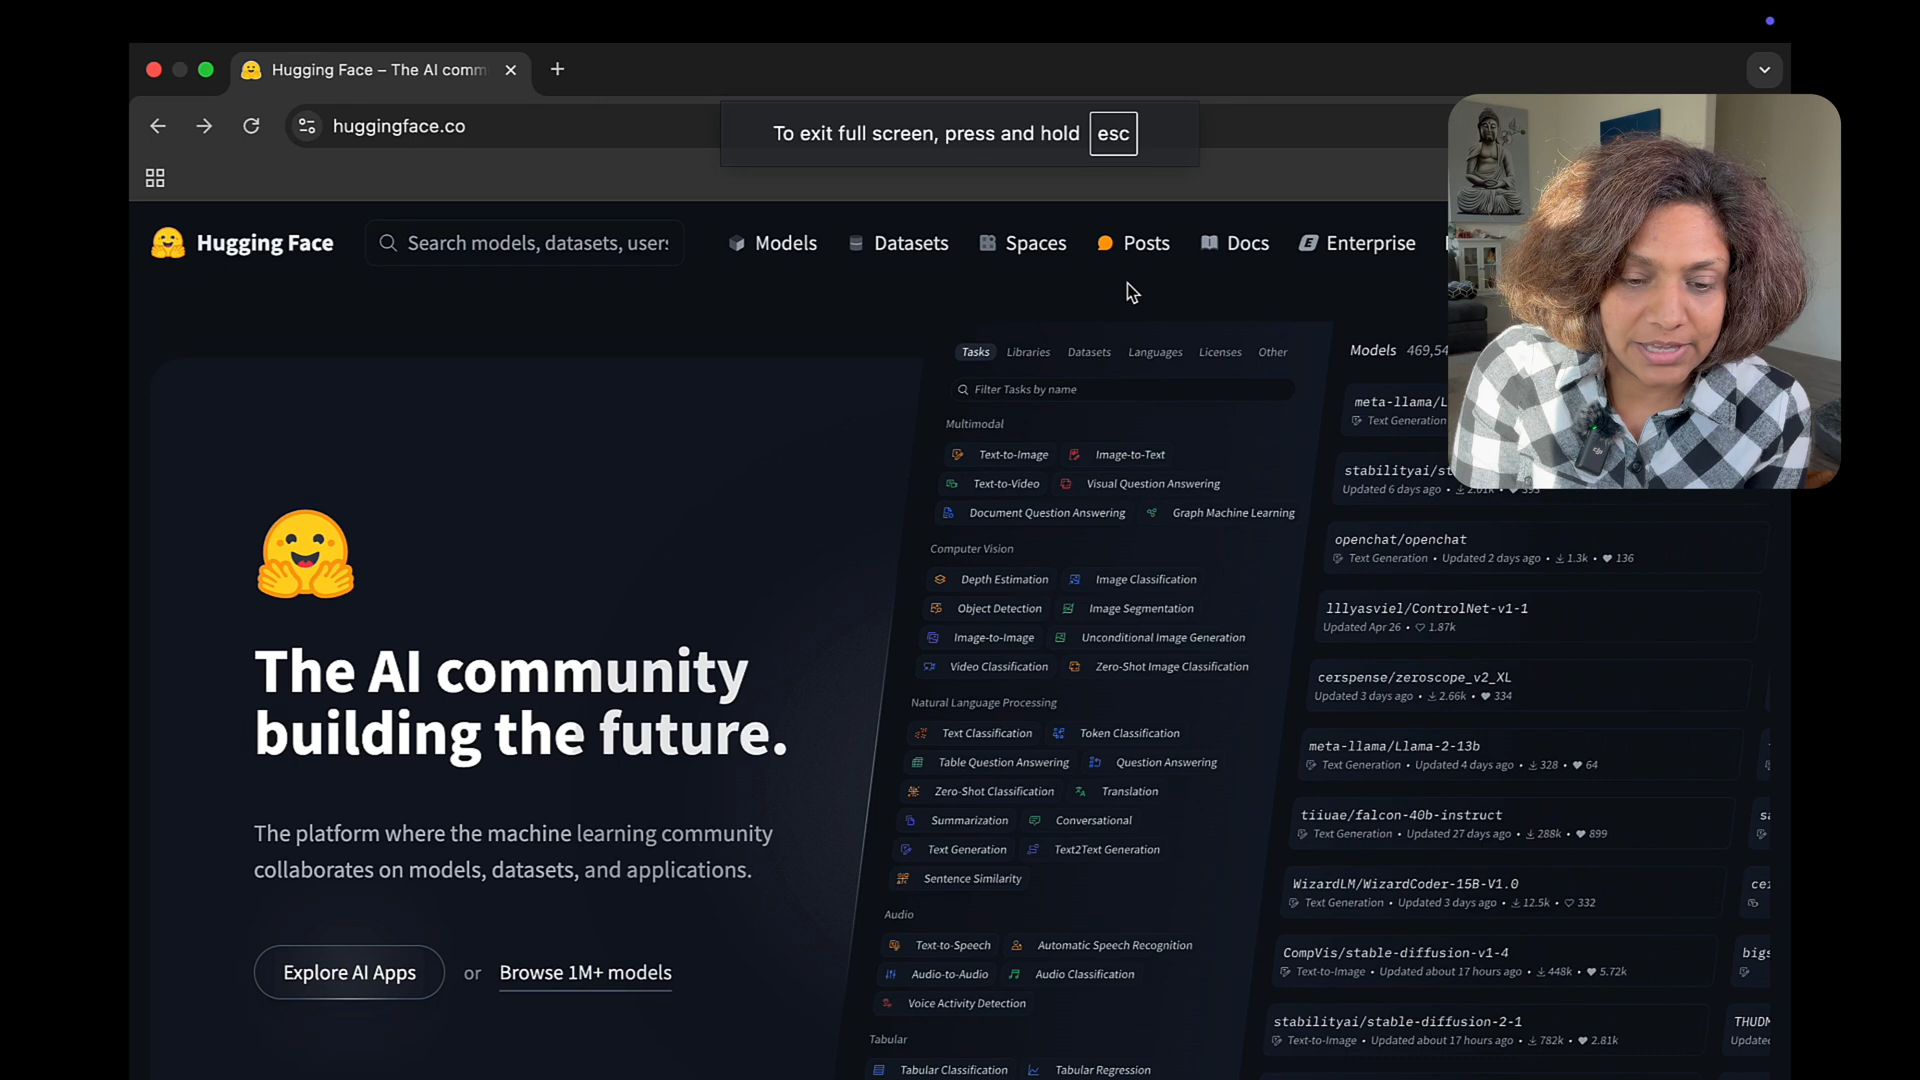 Hugging Face – The AI comm
huggingface.co
To exit full screen, press and hold esc
Hugging Face
Search models, datasets, users
Models
Datasets
Spaces
Posts
Docs
Enterprise
Tasks Libraries Datasets Languages Licenses Other
Filter Tasks by name
Multimodal
Text-to-Image Image-to-Text
Text-to-Video Visual Question Answering
Document Question Answering Graph Machine Learning
Computer Vision
Depth Estimation Image Classification
Object Detection Image Segmentation
Image-to-Image Unconditional Image Generation
Video Classification Zero-Shot Image Classification
Natural Language Processing
Text Classification Token Classification
Table Question Answering Question Answering
Zero-Shot Classification Translation
Summarization Conversational
Text Generation Text2Text Generation
Sentence Similarity
Audio
Text-to-Speech Automatic Speech Recognition
Audio-to-Audio Audio Classification
Voice Activity Detection
Tabular
Tabular Classification Tabular Regression
Models 469,54
meta-llama/L
Text Generation
stabilityai/st
Updated 6 days ago • 2.01k • 393
openchat/openchat
Text Generation • Updated 2 days ago • 1.3k • 136
lllyasviel/ControlNet-v1-1
Updated Apr 26 • 1.87k
cerspense/zeroscope_v2_XL
Updated 3 days ago • 2.66k • 334
meta-llama/Llama-2-13b
Text Generation • Updated 4 days ago • 328 • 64
tiiuae/falcon-40b-instruct
Text Generation • Updated 27 days ago • 288k • 899
WizardLM/WizardCoder-15B-V1.0
Text Generation • Updated 3 days ago • 12.5k • 332
CompVis/stable-diffusion-v1-4
Text-to-Image • Updated about 17 hours ago • 448k • 5.72k
stabilityai/stable-diffusion-2-1
Text-to-Image • Updated about 17 hours ago • 782k • 2.81k
bigs
THUDM
Update
The AI community
building the future.
The platform where the machine learning community
collaborates on models, datasets, and applications.
Explore AI Apps or Browse 1M+ models